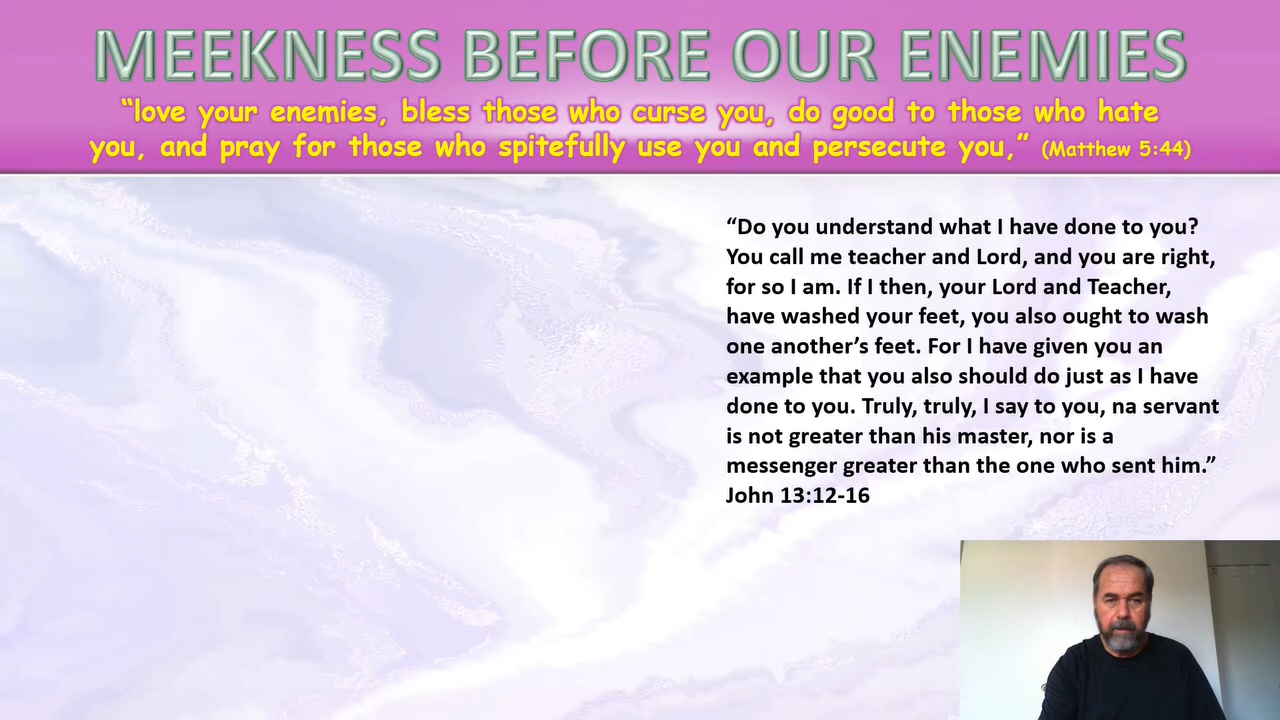 MEEKNESS BEFORE OUR ENEMIES
“love your enemies, bless those who curse you, do good to those who hate
you, and pray for those who spitefully use you and persecute you,” (Matthew 5:44)
“Do you understand what I have done to you?
You call me teacher and Lord, and you are right,
for so I am. If I then, your Lord and Teacher,
have washed your feet, you also ought to wash
one another’s feet. For I have given you an
example that you also should do just as I have
done to you. Truly, truly, I say to you, na servant
is not greater than his master, nor is a
messenger greater than the one who sent him.”
John 13:12-16